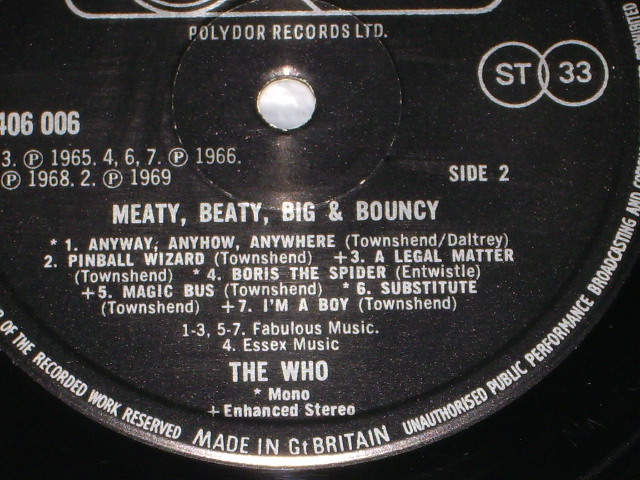 POLYDOR RECORDS LTD.
ST 33
406 006
3. ℗ 1965. 4, 6, 7. ℗ 1966.
℗ 1968. 2. ℗ 1969
SIDE 2
MEATY, BEATY, BIG & BOUNCY
* 1. ANYWAY, ANYHOW, ANYWHERE (Townshend/Daltrey)
2. PINBALL WIZARD (Townshend) +3. A LEGAL MATTER
(Townshend) * 4. BORIS THE SPIDER (Entwistle)
+5. MAGIC BUS (Townshend) * 6. SUBSTITUTE
(Townshend) +7. I'M A BOY (Townshend)
1-3, 5-7. Fabulous Music.
4. Essex Music
THE WHO
* Mono
+ Enhanced Stereo
OF THE RECORDED WORK RESERVED MADE IN Gt BRITAIN UNAUTHORISED PUBLIC PERFORMANCE BROADCASTING AND